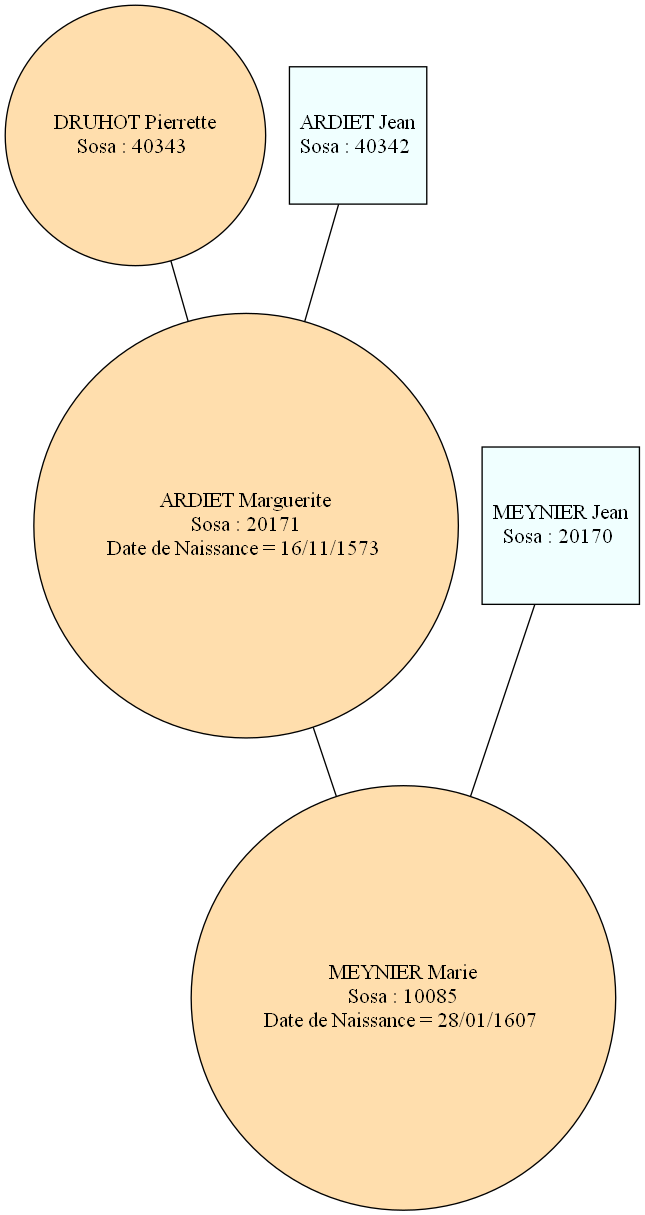 DRUHOT Pierrette
Sosa : 40343
ARDIET Jean
Sosa : 40342
ARDIET Marguerite
Sosa : 20171
Date de Naissance = 16/11/1573
MEYNIER Jean
Sosa : 20170
MEYNIER Marie
Sosa : 10085
Date de Naissance = 28/01/1607